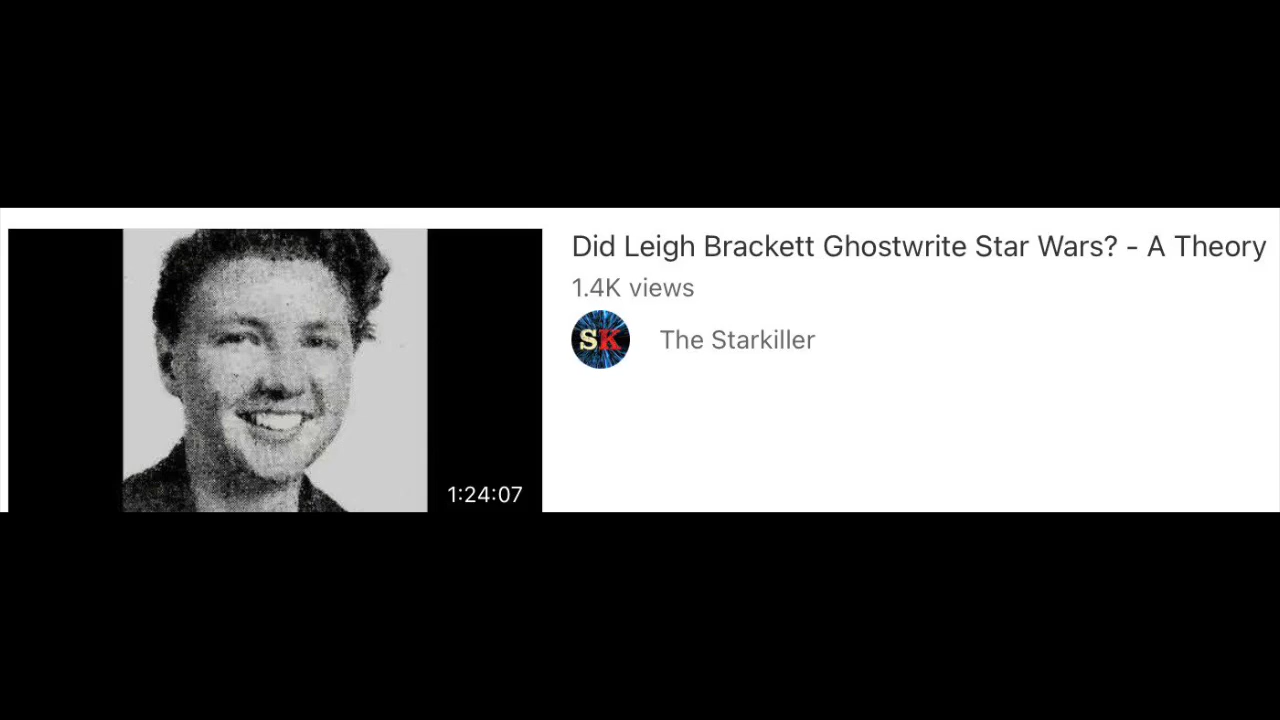 Did Leigh Brackett Ghostwrite Star Wars? - A Theory
1.4K views
SK The Starkiller
1:24:07